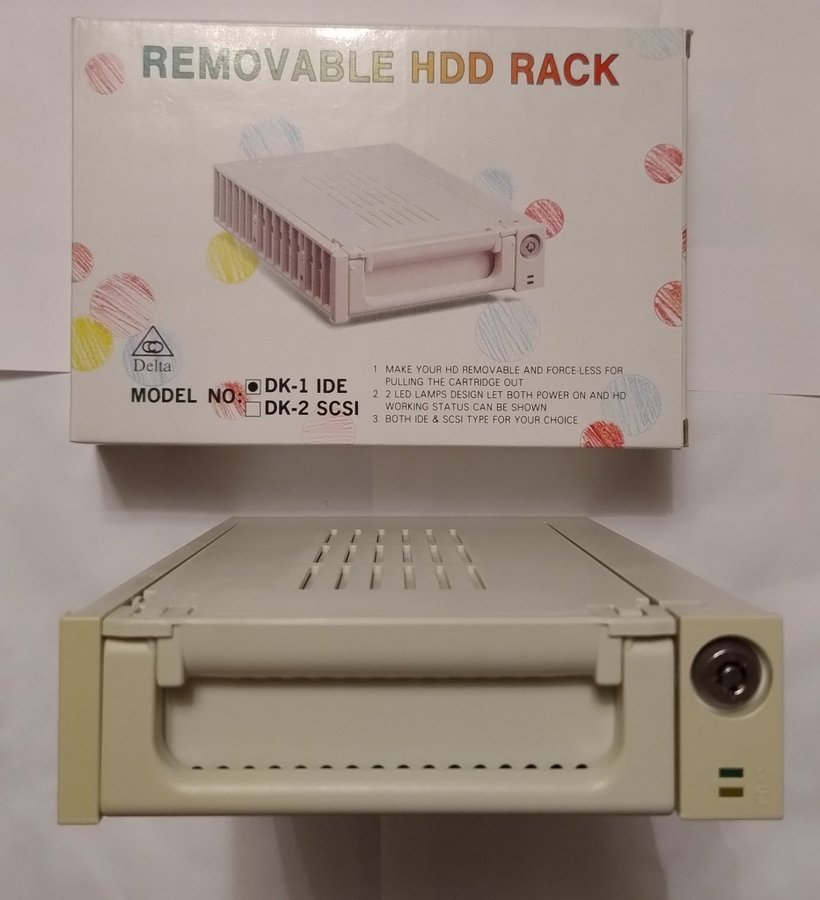 REMOVABLE HDD RACK
Delta
MODEL NO: DK-1 IDE
DK-2 SCSI
1. MAKE YOUR HD REMOVABLE AND FORCE-LESS FOR
PULLING THE CARTRIDGE OUT
2. 2 LED LAMPS DESIGN LET BOTH POWER ON AND HD
WORKING STATUS CAN BE SHOWN
3. BOTH IDE & SCSI TYPE FOR YOUR CHOICE